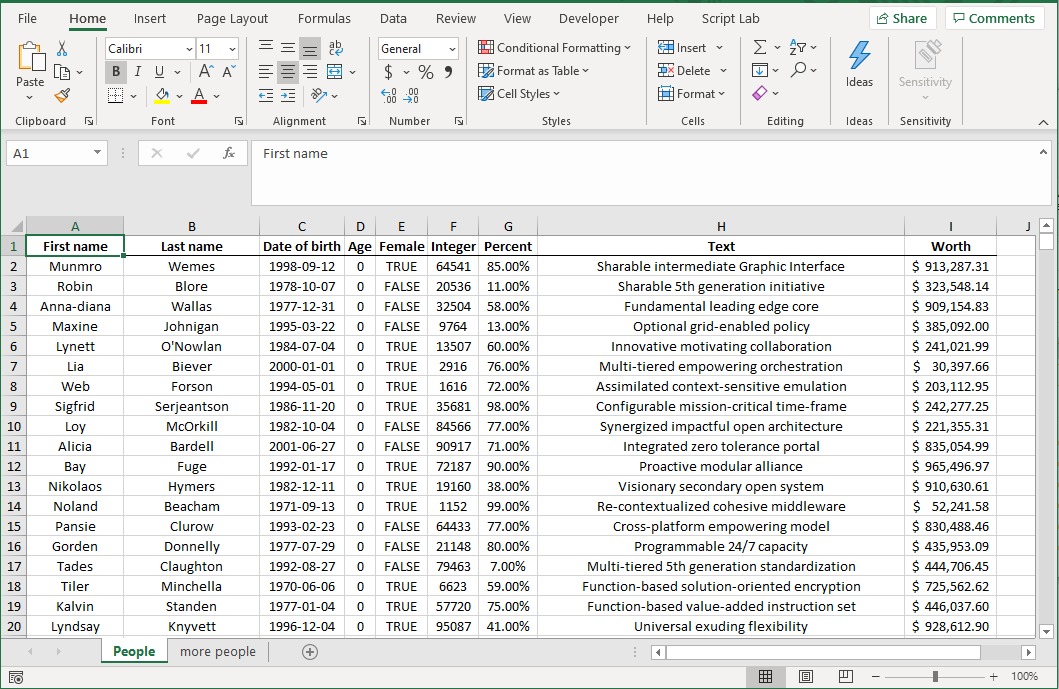 File Home Insert Page Layout Formulas Data Review View Developer Help Script Lab Share Comments
Calibri 11 ab c General Conditional Formatting Insert
Paste B I U A A $ % Format as Table Delete Ideas Sensitivity
A .00 .0 Cell Styles Format
Clipboard Font Alignment Number Styles Cells Editing Ideas Sensitivity
A1 fx First name
A B C D E F G H I J
1 First name Last name Date of birth Age Female Integer Percent Text Worth
2 Munmro Wemes 1998-09-12 0 TRUE 64541 85.00% Sharable intermediate Graphic Interface $ 913,287.31
3 Robin Blore 1978-10-07 0 FALSE 20536 11.00% Sharable 5th generation initiative $ 323,548.14
4 Anna-diana Wallas 1977-12-31 0 FALSE 32504 58.00% Fundamental leading edge core $ 909,154.83
5 Maxine Johnigan 1995-03-22 0 FALSE 9764 13.00% Optional grid-enabled policy $ 385,092.00
6 Lynett O'Nowlan 1984-07-04 0 TRUE 13507 60.00% Innovative motivating collaboration $ 241,021.99
7 Lia Biever 2000-01-01 0 TRUE 2916 76.00% Multi-tiered empowering orchestration $ 30,397.66
8 Web Forson 1994-05-01 0 TRUE 1616 72.00% Assimilated context-sensitive emulation $ 203,112.95
9 Sigfrid Serjeantson 1986-11-20 0 TRUE 35681 98.00% Configurable mission-critical time-frame $ 242,277.25
10 Loy McOrkill 1982-10-04 0 FALSE 84566 77.00% Synergized impactful open architecture $ 221,355.31
11 Alicia Bardell 2001-06-27 0 FALSE 90917 71.00% Integrated zero tolerance portal $ 835,054.99
12 Bay Fuge 1992-01-17 0 TRUE 72187 90.00% Proactive modular alliance $ 965,496.97
13 Nikolaos Hymers 1982-12-11 0 TRUE 19160 38.00% Visionary secondary open system $ 910,630.61
14 Noland Beacham 1971-09-13 0 TRUE 1152 99.00% Re-contextualized cohesive middleware $ 52,241.58
15 Pansie Clurow 1993-02-23 0 FALSE 64433 77.00% Cross-platform empowering model $ 830,488.46
16 Gorden Donnelly 1977-07-29 0 FALSE 21148 80.00% Programmable 24/7 capacity $ 435,953.09
17 Tades Claughton 1992-08-27 0 FALSE 79463 7.00% Multi-tiered 5th generation standardization $ 444,706.45
18 Tiler Minchella 1970-06-06 0 TRUE 6623 59.00% Function-based solution-oriented encryption $ 725,562.62
19 Kalvin Standen 1977-01-04 0 TRUE 57720 75.00% Function-based value-added instruction set $ 446,037.60
20 Lyndsay Knyvett 1996-12-04 0 TRUE 95087 41.00% Universal exuding flexibility $ 928,612.90
People more people
100%